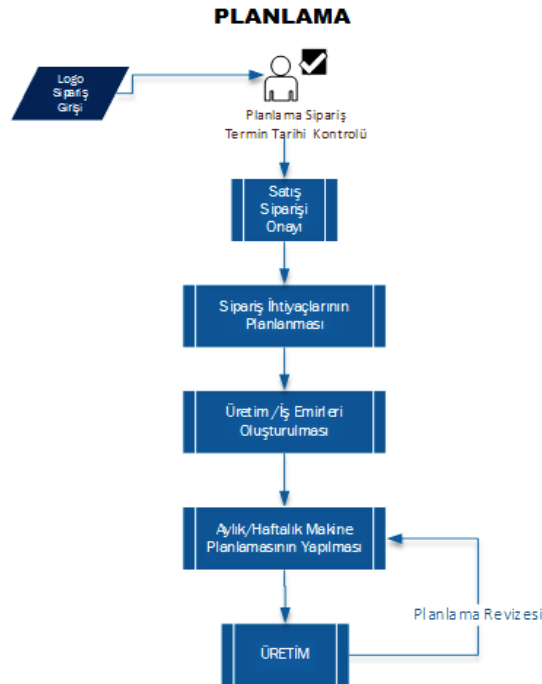 PLANLAMA
Logo
Sipariş
Girşi
Planlama Sipariş
Termin Tarihi Kontrolü
Satış
Siparişi
Onayı
Sipariş İhtiyaçlarının
Planlanması
Üretim /İş Emirleri
Oluşturulması
Aylık/Haftalık Makine
Planlamasının Yapılması
Planlama Revizesi
ÜRETİM